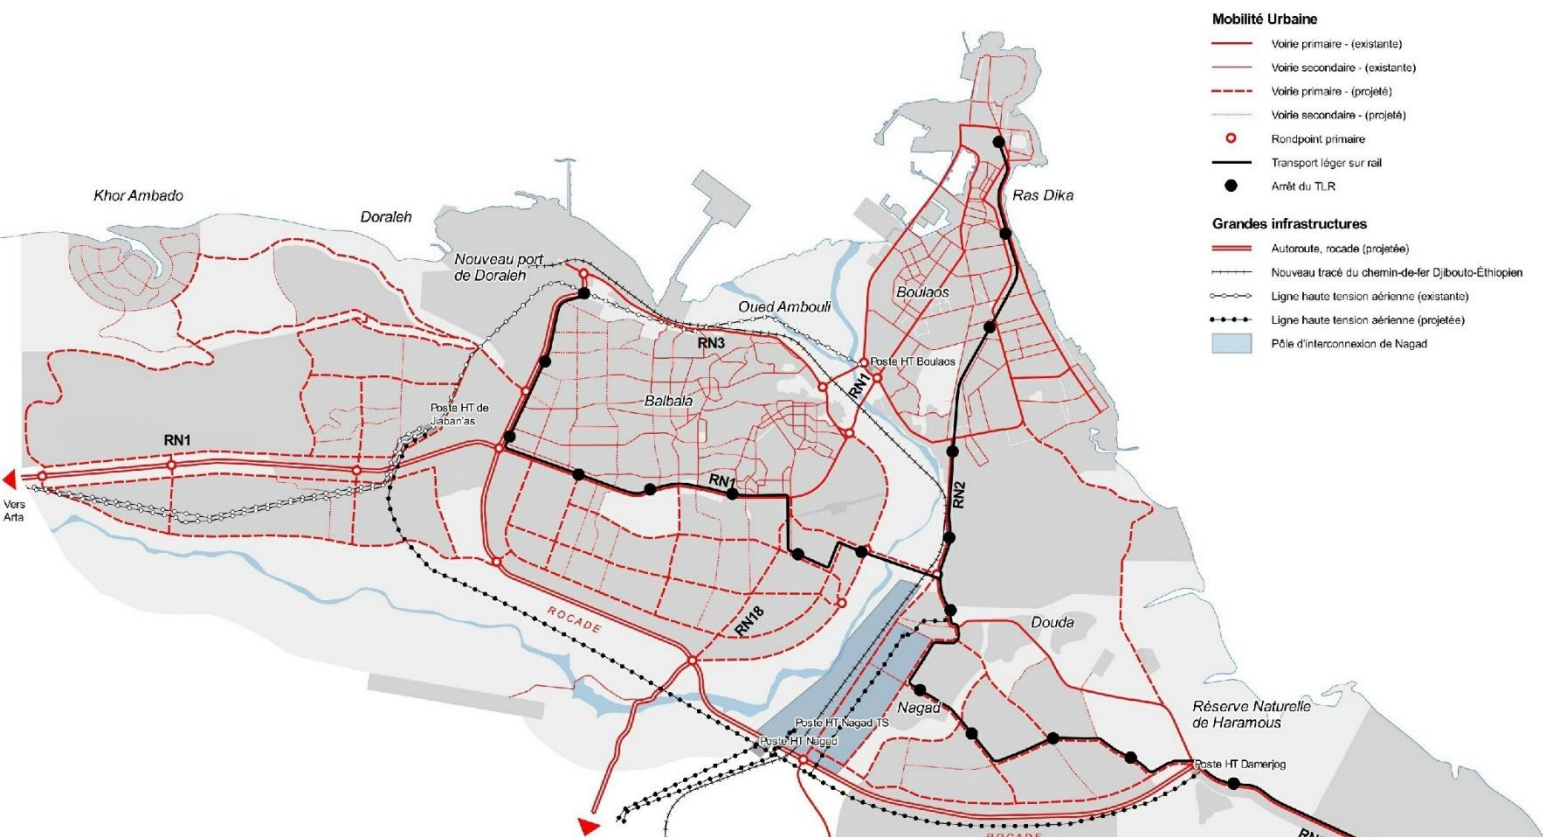 Mobilité Urbaine
Voirie primaire - (existante)
Voirie secondaire - (existante)
Voirie primaire - (projeté)
Voirie secondaire - (projeté)
Rondpoint primaire
Transport léger sur rail
Arrêt du TLR
Grandes infrastructures
Autoroute, rocade (projetée)
Nouveau tracé du chemin-de-fer Djibouto-Éthiopien
Ligne haute tension aérienne (existante)
Ligne haute tension aérienne (projetée)
Pôle d'interconnexion de Nagad
Khor Ambado
Doraleh
Ras Dika
Nouveau port
de Doraleh
Boulaos
Oued Ambouli
RN3
Poste HT Boulaos
RN1
Balbala
Poste HT de
Jiaban'as
RN1
RN1
RN2
Vers
Arta
ROCADE
RN18
Douda
Nagad
Réserve Naturelle
de Haramous
Poste HT Nagad TS
Poste HT Nagad
Poste HT Damerjog
ROCADE